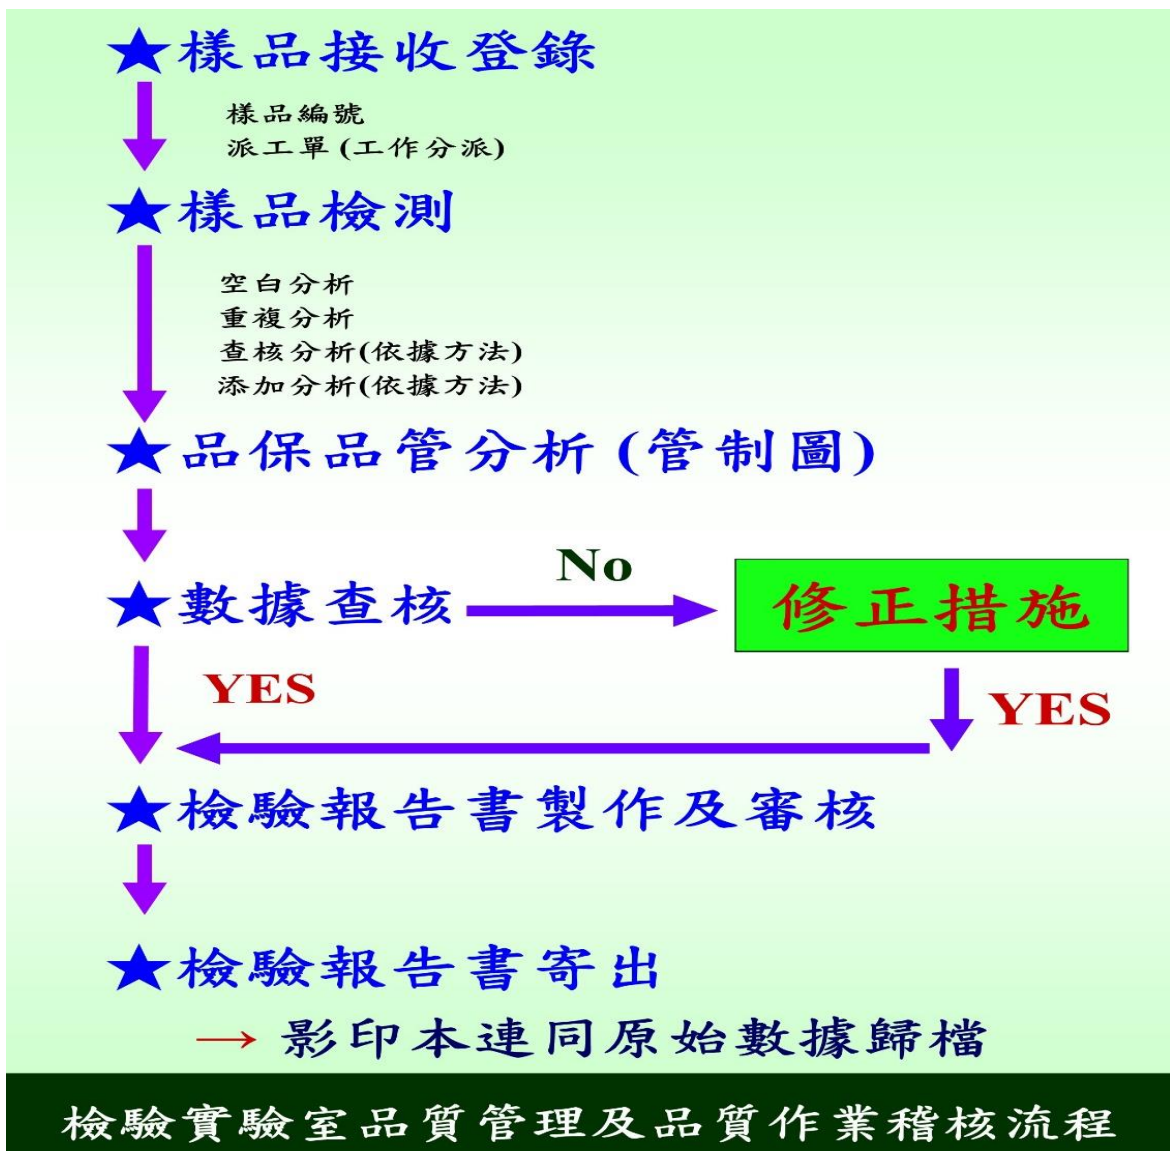 ★樣品接收登錄
樣品編號
派工單(工作分派)
★樣品檢測
空白分析
重複分析
查核分析(依據方法)
添加分析(依據方法)
★品保品管分析(管制圖)
No
★數據查核
修正措施
YES
YES
★檢驗報告書製作及審核
★檢驗報告書寄出
→ 影印本連同原始數據歸檔
檢驗實驗室品質管理及品質作業稽核流程